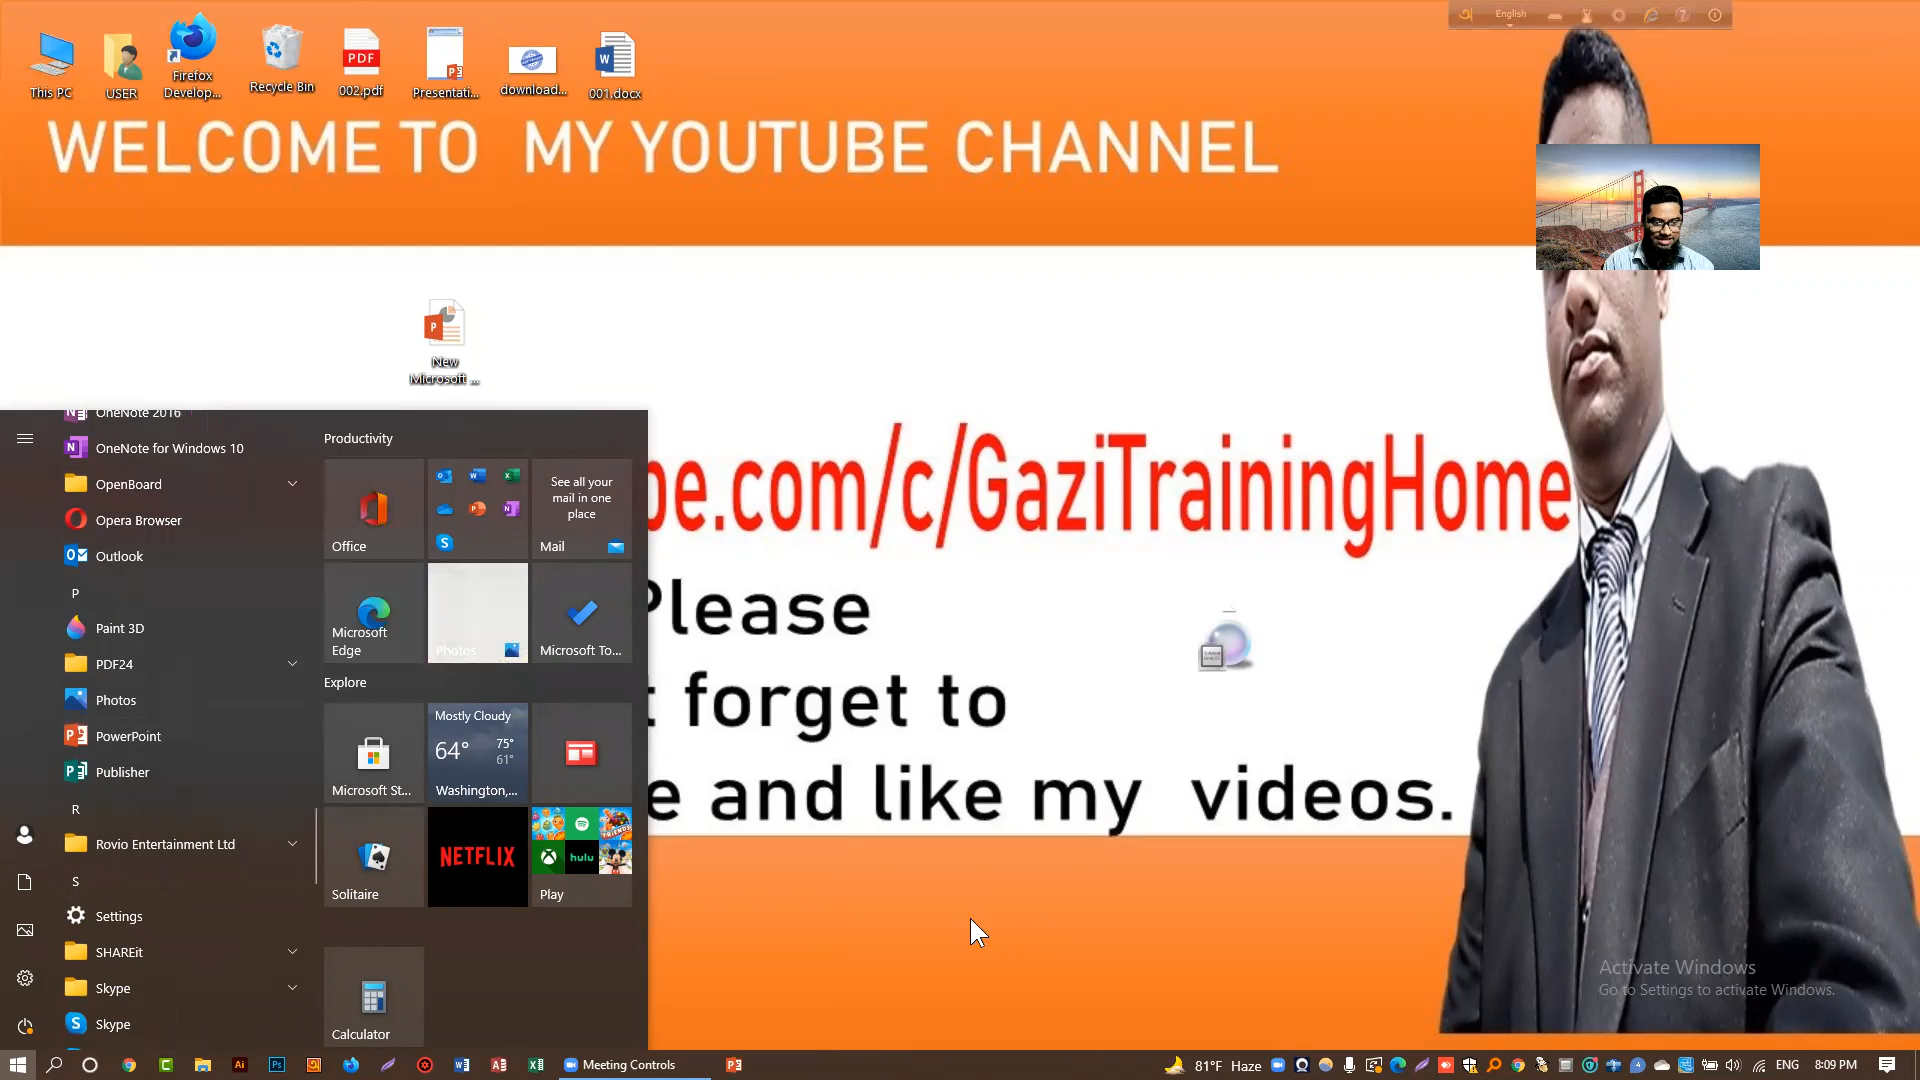 English
This PC
USER
Firefox
Develop...
Recycle Bin
002.pdf
Presentati...
download...
001.docx
WELCOME TO MY YOUTUBE CHANNEL
New
Microsoft ...
be.com/c/GaziTrainingHome
Please
t forget to
e and like my videos.
OneNote 2016
OneNote for Windows 10
OpenBoard
Opera Browser
Outlook
P
Paint 3D
PDF24
Photos
PowerPoint
Publisher
R
Rovio Entertainment Ltd
S
Settings
SHAREit
Skype
Skype
Productivity
Office
See all your
mail in one
place
Mail
Microsoft
Edge
Photos
Microsoft To...
Explore
Microsoft St...
Mostly Cloudy
64°
75°
61°
Washington,...
Solitaire
NETFLIX
hulu
Play
Calculator
Activate Windows
Go to Settings to activate Windows.
Meeting Controls
81°F Haze
ENG
8:09 PM